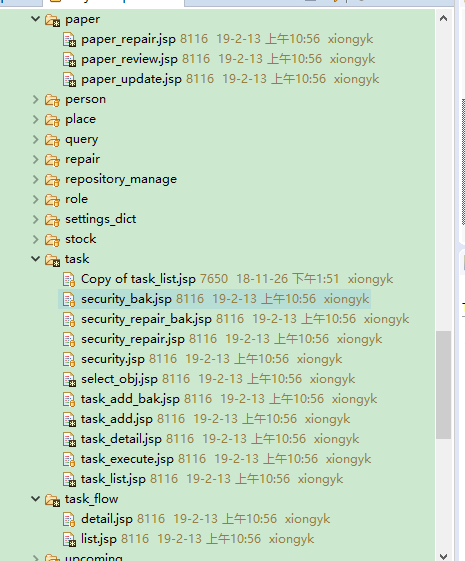 paper
paper_repair.jsp 8116 19-2-13 上午10:56 xiongyk
paper_review.jsp 8116 19-2-13 上午10:56 xiongyk
paper_update.jsp 8116 19-2-13 上午10:56 xiongyk
person
place
query
repair
repository_manage
role
settings_dict
stock
task
Copy of task_list.jsp 7650 18-11-26 下午1:51 xiongyk
security_bak.jsp 8116 19-2-13 上午10:56 xiongyk
security_repair_bak.jsp 8116 19-2-13 上午10:56 xiongyk
security_repair.jsp 8116 19-2-13 上午10:56 xiongyk
security.jsp 8116 19-2-13 上午10:56 xiongyk
select_obj.jsp 8116 19-2-13 上午10:56 xiongyk
task_add_bak.jsp 8116 19-2-13 上午10:56 xiongyk
task_add.jsp 8116 19-2-13 上午10:56 xiongyk
task_detail.jsp 8116 19-2-13 上午10:56 xiongyk
task_execute.jsp 8116 19-2-13 上午10:56 xiongyk
task_list.jsp 8116 19-2-13 上午10:56 xiongyk
task_flow
detail.jsp 8116 19-2-13 上午10:56 xiongyk
list.jsp 8116 19-2-13 上午10:56 xiongyk
upcoming